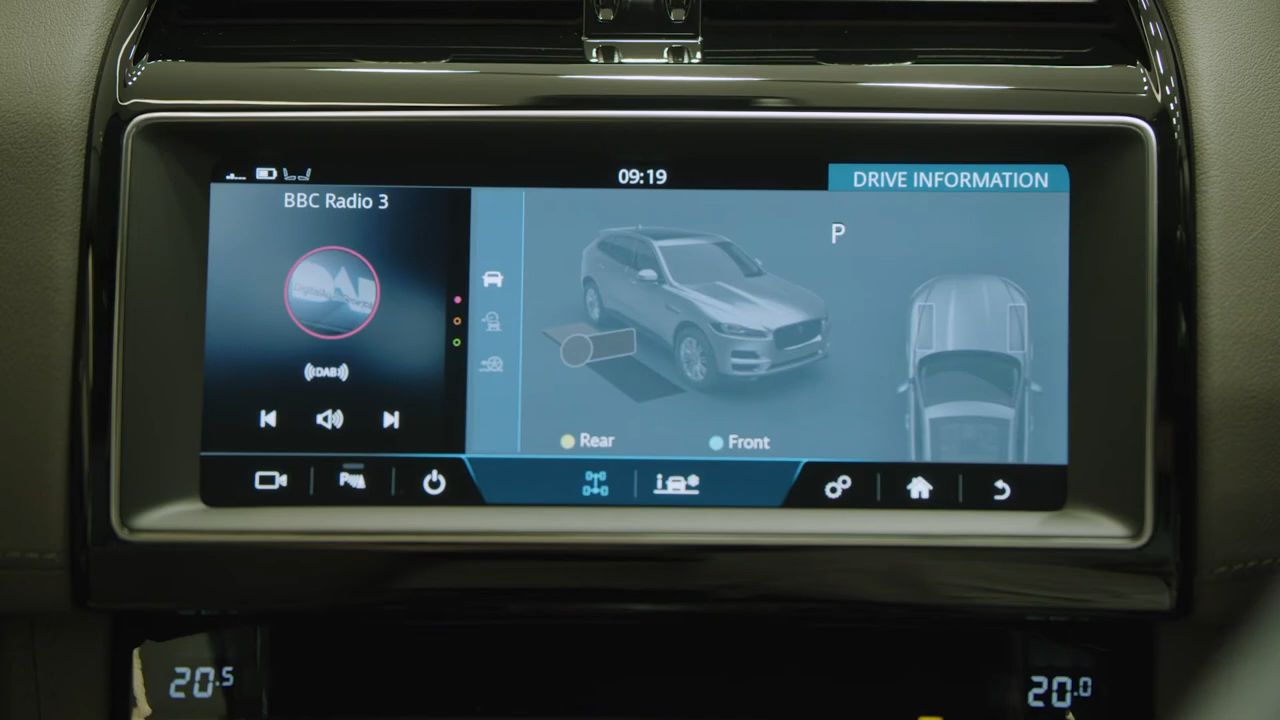 09:19
DRIVE INFORMATION
BBC Radio 3
P
DAB
Rear
Front
20.5
20.0